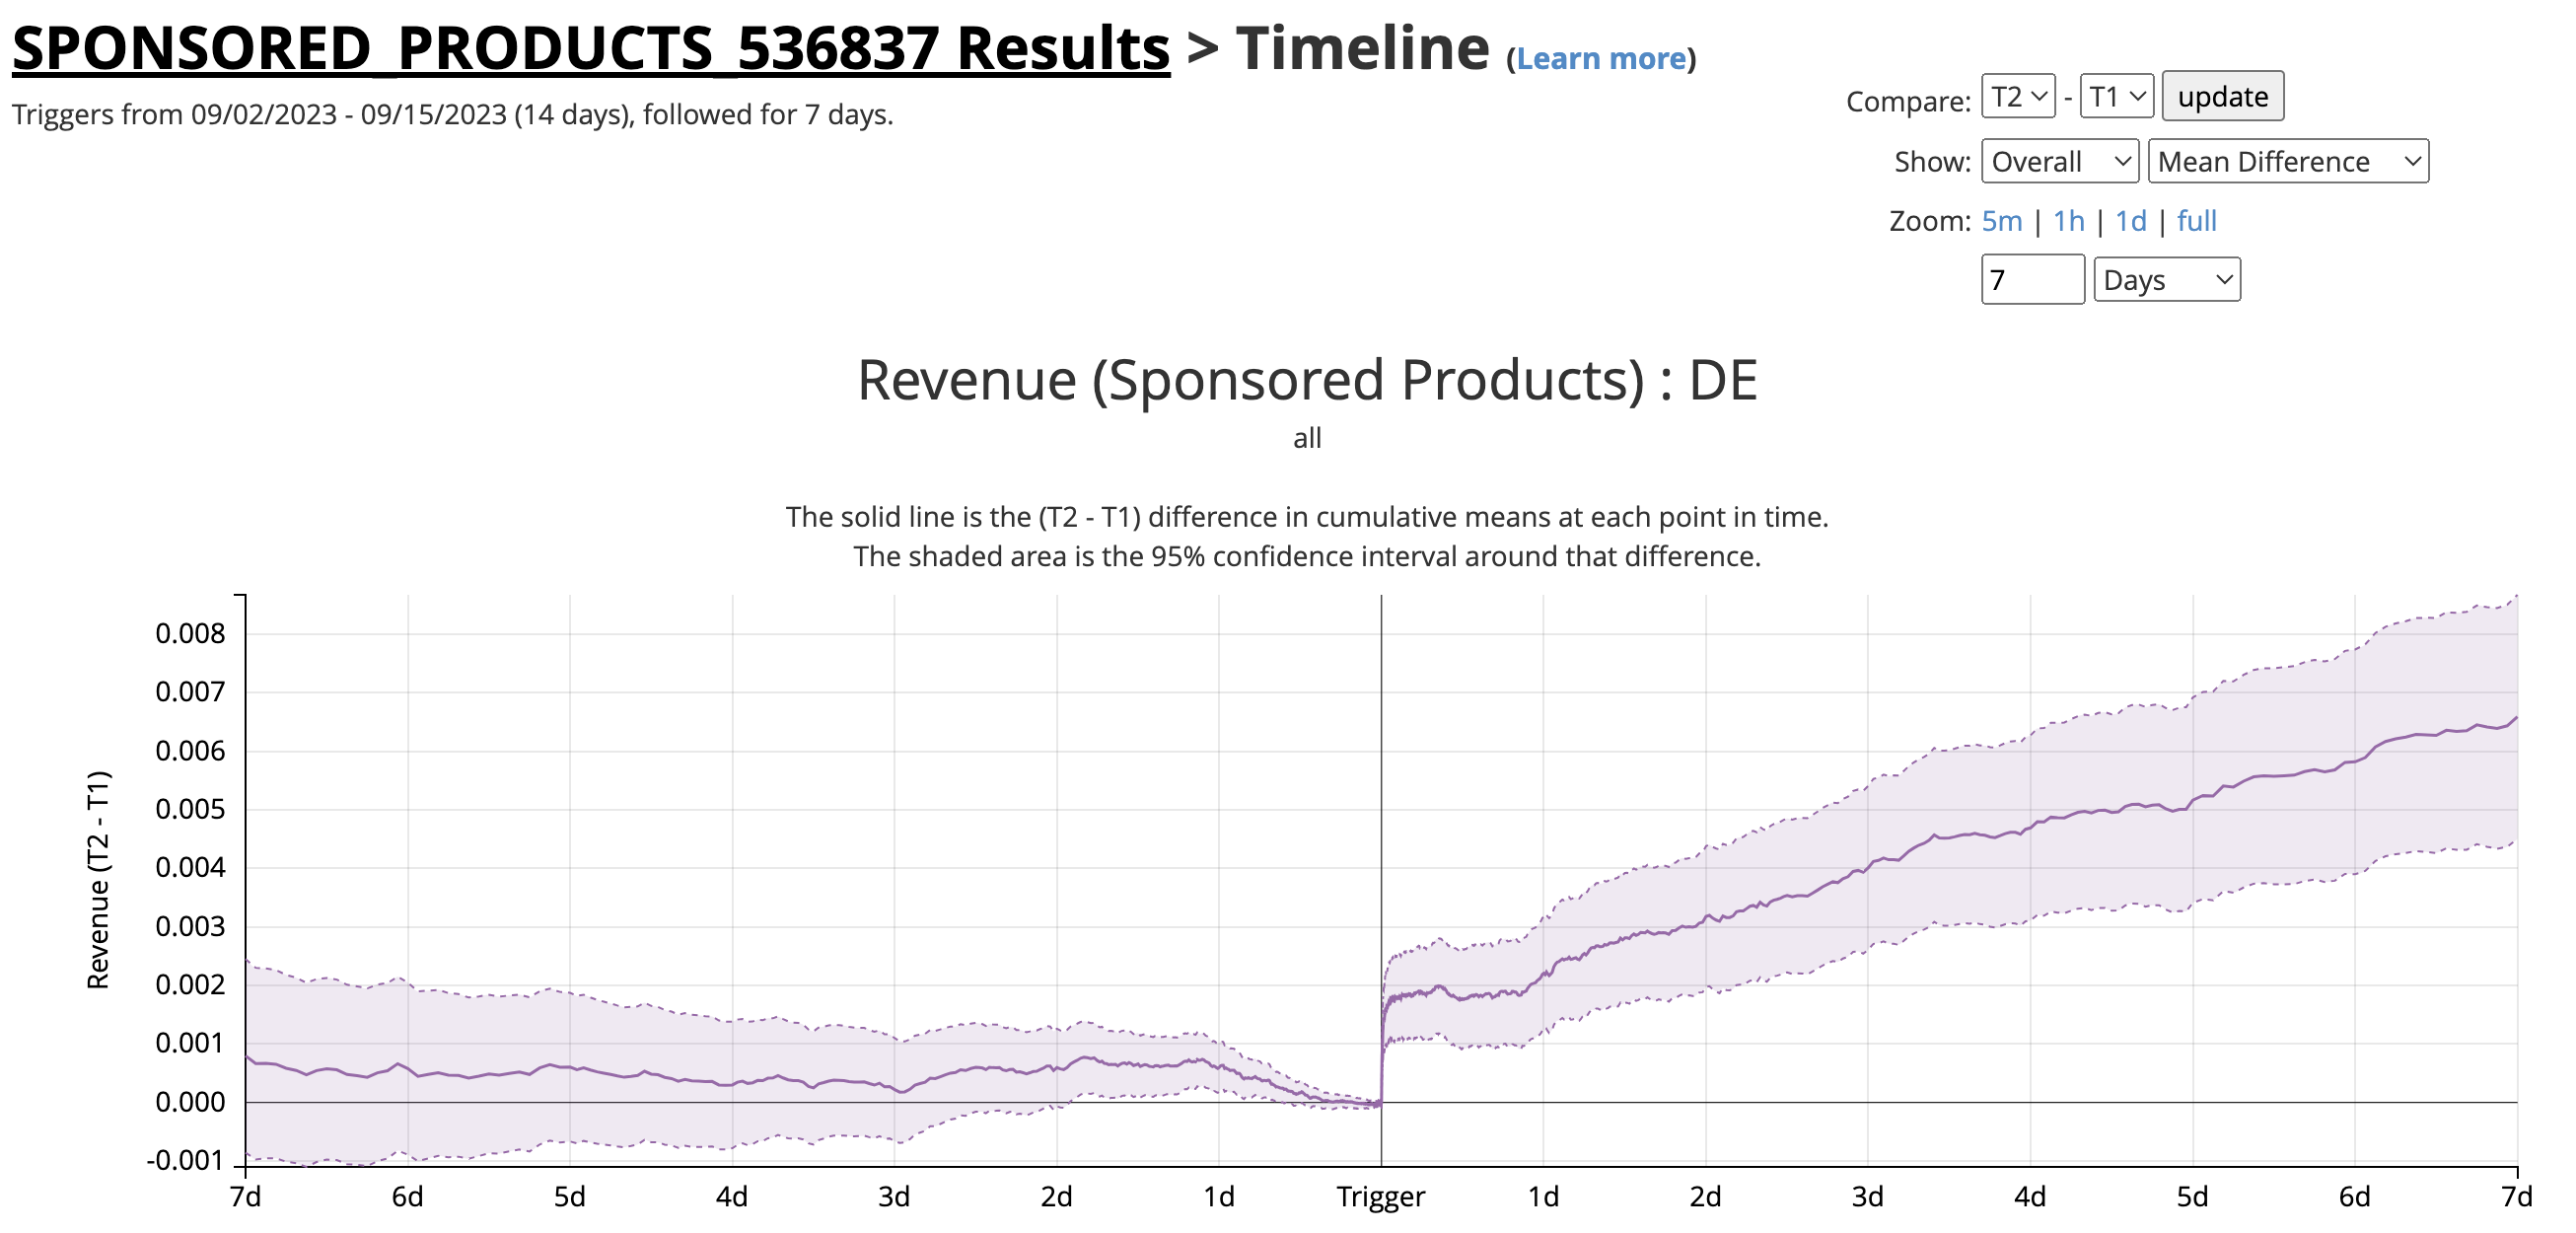 SPONSORED_PRODUCTS_536837 Results > Timeline (Learn more)
Triggers from 09/02/2023 - 09/15/2023 (14 days), followed for 7 days.
Compare: T2 - T1 update
Show: Overall Mean Difference
Zoom: 5m | 1h | 1d | full
7 Days
Revenue (Sponsored Products) : DE
all
The solid line is the (T2 - T1) difference in cumulative means at each point in time.
The shaded area is the 95% confidence interval around that difference.
Revenue (T2 - T1)
0.008
0.007
0.006
0.005
0.004
0.003
0.002
0.001
0.000
-0.001
7d 6d 5d 4d 3d 2d 1d Trigger 1d 2d 3d 4d 5d 6d 7d